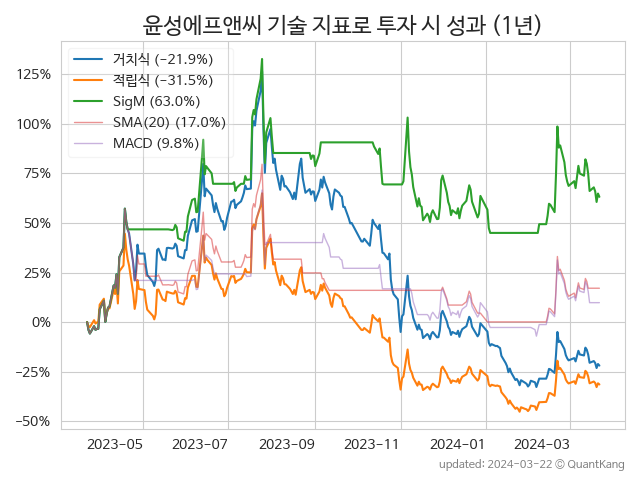 윤성에프앤씨 기술 지표로 투자 시 성과 (1년)
거치식 (−21.9%)
적립식 (−31.5%)
SigM (63.0%)
SMA(20) (17.0%)
MACD (9.8%)
125%
100%
75%
50%
25%
0%
−25%
−50%
2023-05 2023-07 2023-09 2023-11 2024-01 2024-03
updated: 2024-03-22 © QuantKang